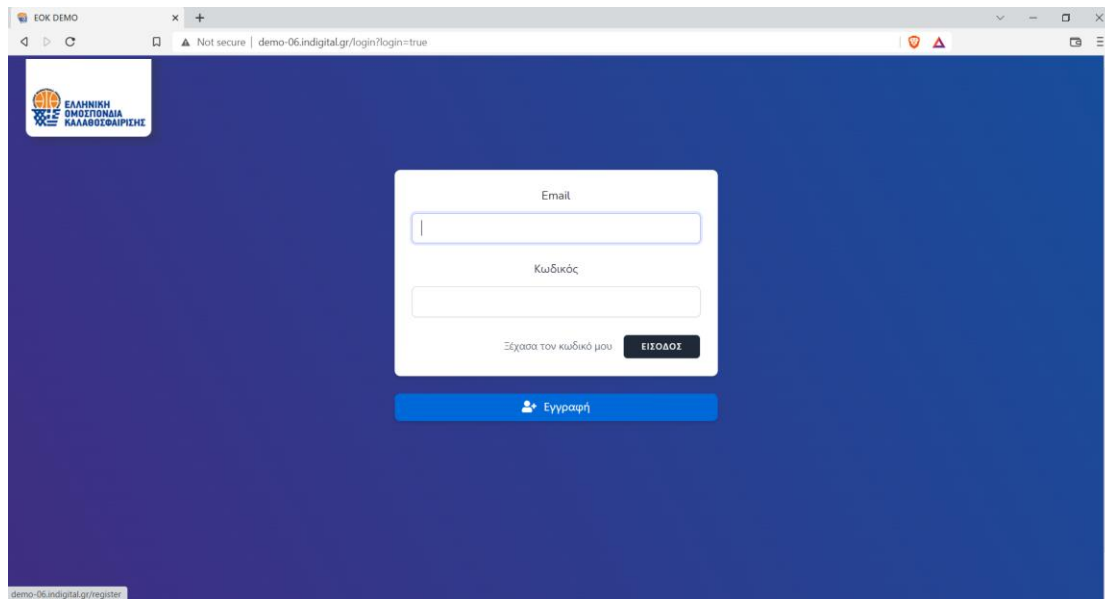 EOK DEMO
Not secure | demo-06.indigital.gr/login?login=true
ΕΛΛΗΝΙΚΗ
ΟΜΟΣΠΟΝΔΙΑ
ΚΑΛΑΘΟΣΦΑΙΡΙΣΗΣ
Email
Κωδικός
Ξέχασα τον κωδικό μου ΕΙΣΟΔΟΣ
Εγγραφή
demo-06.indigital.gr/register